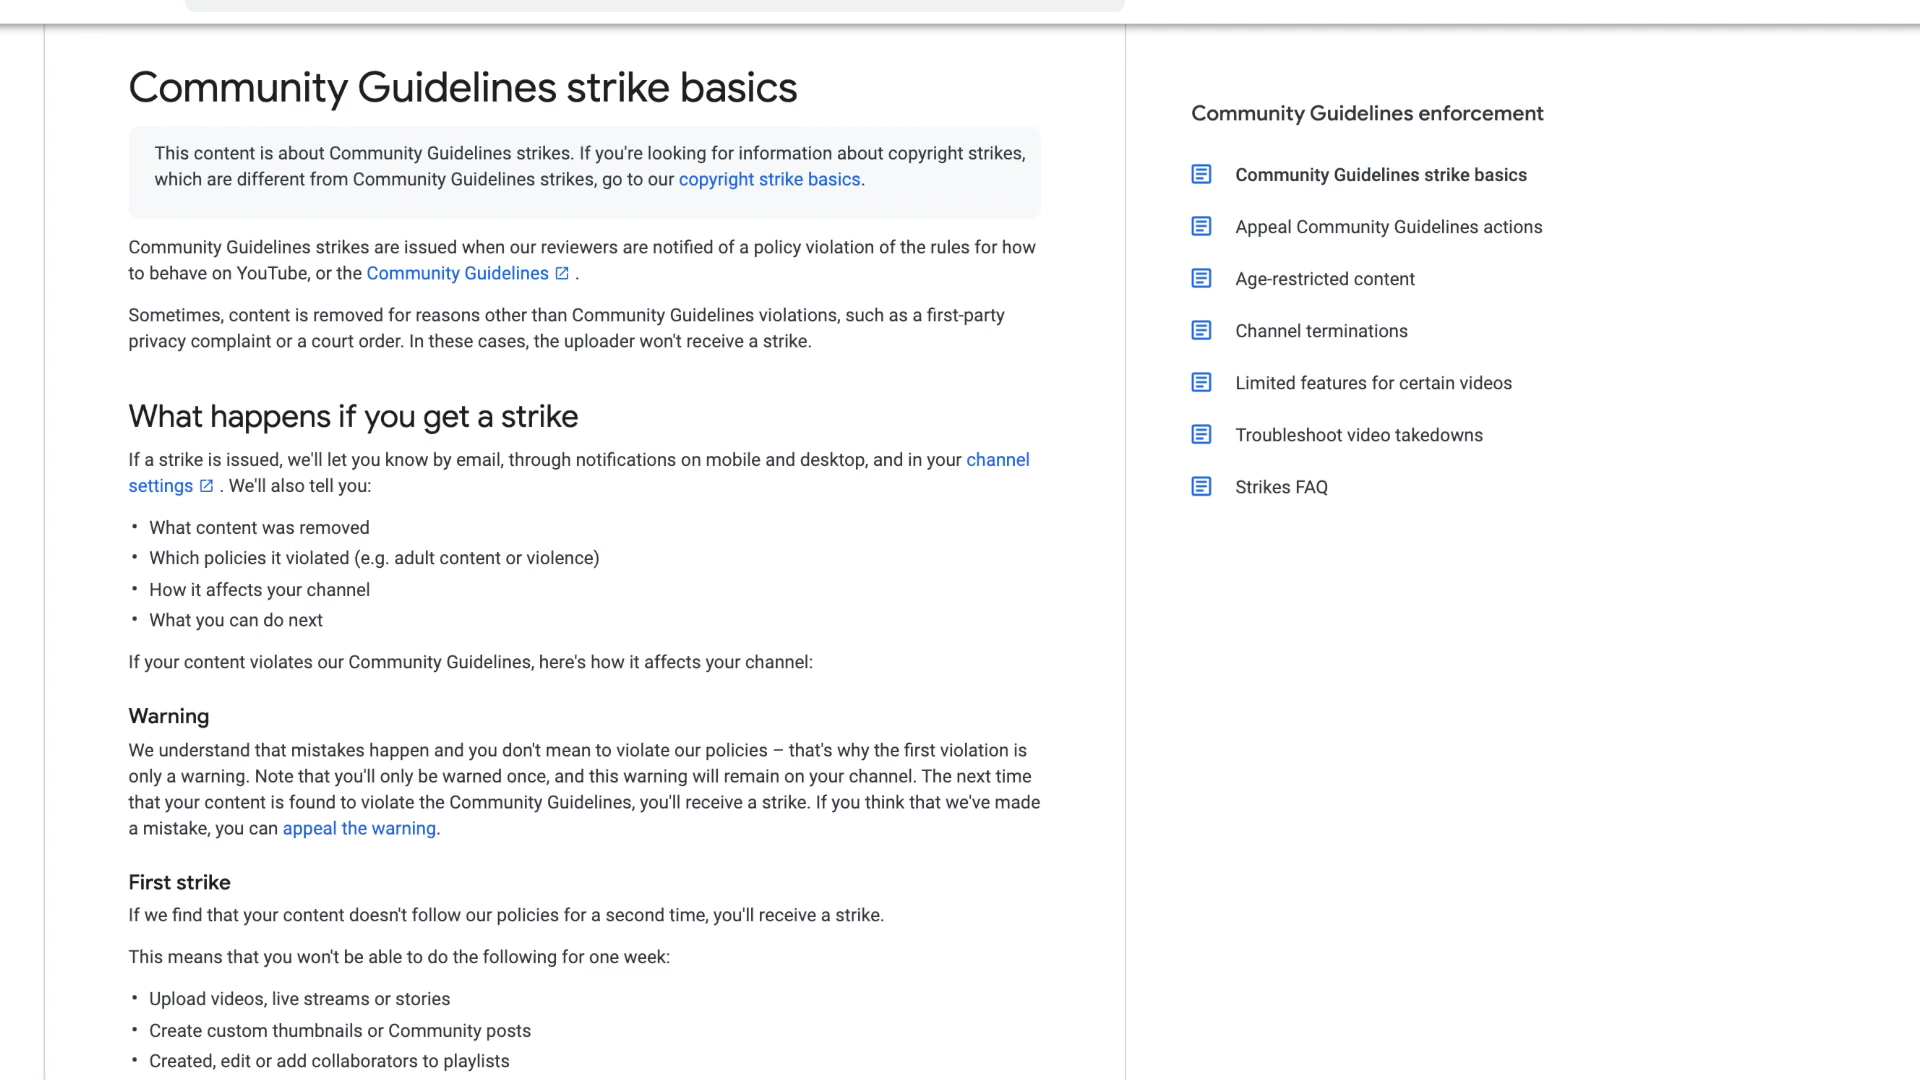 Community Guidelines strike basics
This content is about Community Guidelines strikes. If you're looking for information about copyright strikes,
which are different from Community Guidelines strikes, go to our copyright strike basics.
Community Guidelines strikes are issued when our reviewers are notified of a policy violation of the rules for how
to behave on YouTube, or the Community Guidelines .
Sometimes, content is removed for reasons other than Community Guidelines violations, such as a first-party
privacy complaint or a court order. In these cases, the uploader won't receive a strike.
What happens if you get a strike
If a strike is issued, we'll let you know by email, through notifications on mobile and desktop, and in your channel
settings . We'll also tell you:
• What content was removed
• Which policies it violated (e.g. adult content or violence)
• How it affects your channel
• What you can do next
If your content violates our Community Guidelines, here's how it affects your channel:
Warning
We understand that mistakes happen and you don't mean to violate our policies – that's why the first violation is
only a warning. Note that you'll only be warned once, and this warning will remain on your channel. The next time
that your content is found to violate the Community Guidelines, you'll receive a strike. If you think that we've made
a mistake, you can appeal the warning.
First strike
If we find that your content doesn't follow our policies for a second time, you'll receive a strike.
This means that you won't be able to do the following for one week:
• Upload videos, live streams or stories
• Create custom thumbnails or Community posts
• Created, edit or add collaborators to playlists
Community Guidelines enforcement
Community Guidelines strike basics
Appeal Community Guidelines actions
Age-restricted content
Channel terminations
Limited features for certain videos
Troubleshoot video takedowns
Strikes FAQ